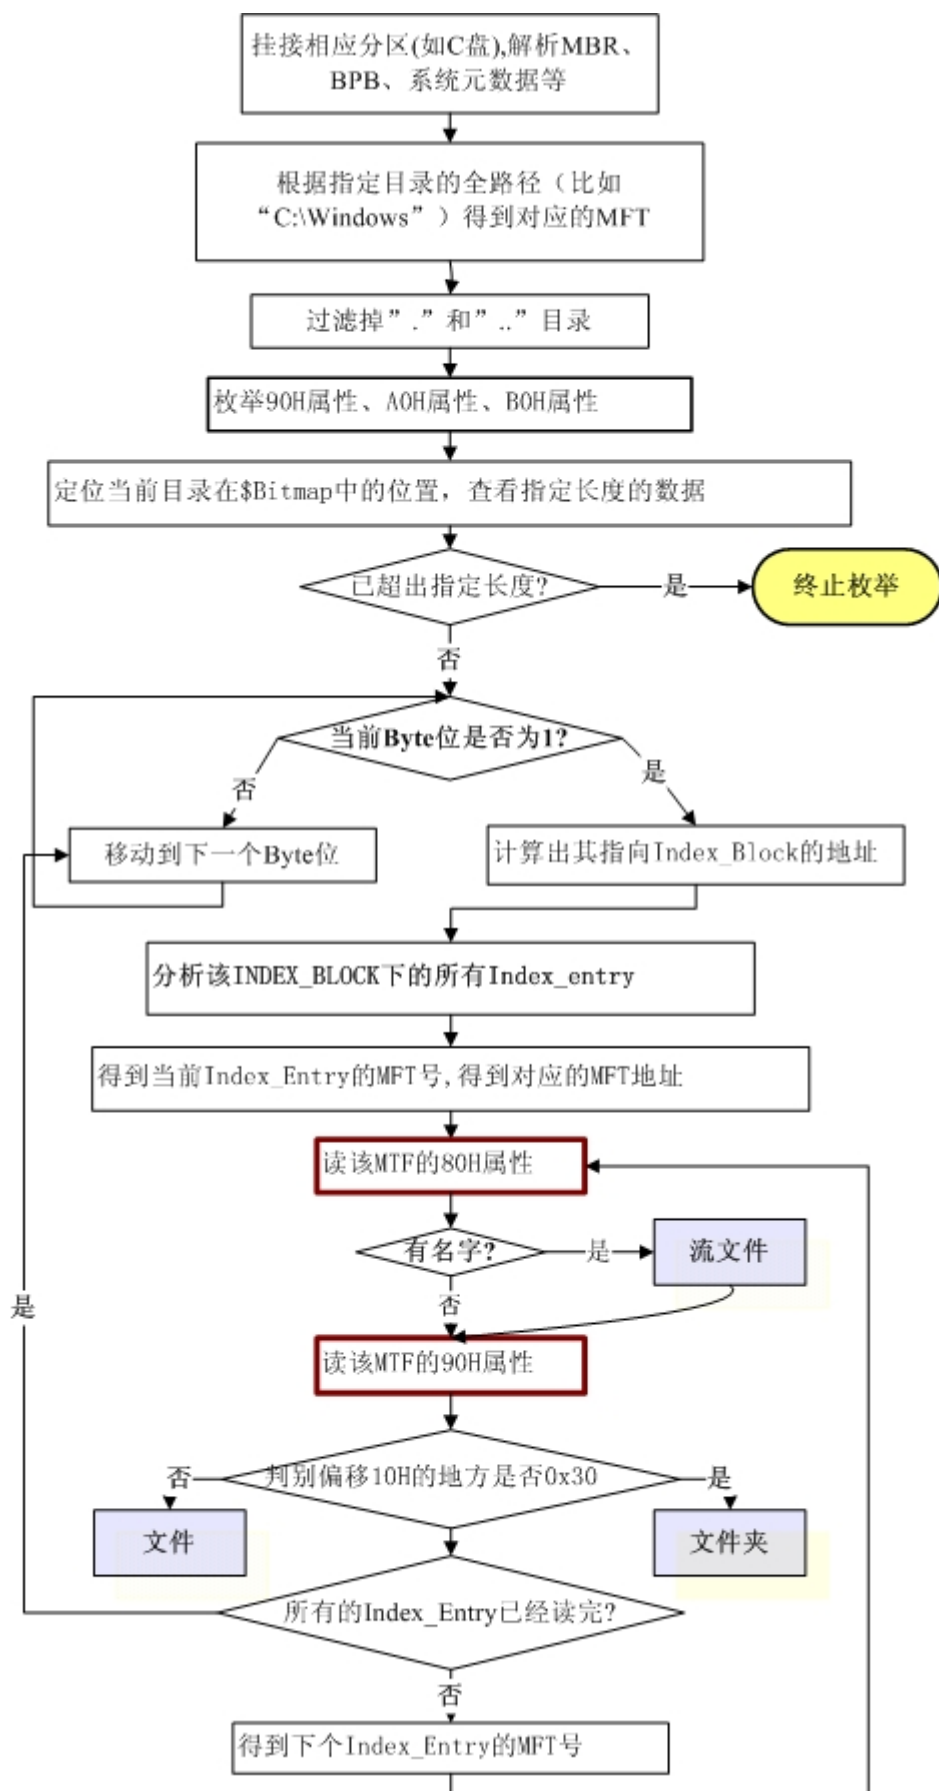 挂接相应分区(如C盘),解析MBR、
BPB、系统元数据等
根据指定目录的全路径（比如
“C:\Windows”）得到对应的MFT
过滤掉”.”和”..”目录
枚举90H属性、A0H属性、B0H属性
定位当前目录在$Bitmap中的位置，查看指定长度的数据
已超出指定长度?
是
终止枚举
否
当前Byte位是否为1?
否
是
移动到下一个Byte位
计算出其指向Index_Block的地址
分析该INDEX_BLOCK下的所有Index_entry
得到当前Index_Entry的MFT号,得到对应的MFT地址
读该MTF的80H属性
有名字?
是
流文件
否
是
读该MTF的90H属性
判别偏移10H的地方是否0x30
否
是
文件
文件夹
所有的Index_Entry已经读完?
否
得到下个Index_Entry的MFT号